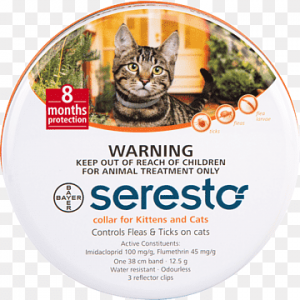 8
months
protection
WARNING
KEEP OUT OF REACH OF CHILDREN
FOR ANIMAL TREATMENT ONLY
BAYER
BAYER
seresto
collar for Kittens and Cats
Controls Fleas & Ticks on cats
Active Constituents:
Imidacloprid 100 mg/g, Flumethrin 45 mg/g
One 38 cm band · 12.5 g
Water resistant · Odourless
3 reflector clips